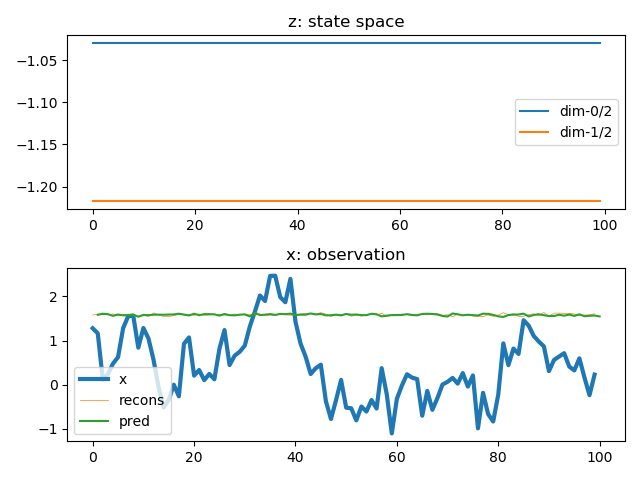 z: state space
−1.05
−1.10
−1.15
−1.20
dim-0/2
dim-1/2
0 20 40 60 80 100
x: observation
2
1
0
−1
x
recons
pred
0 20 40 60 80 100